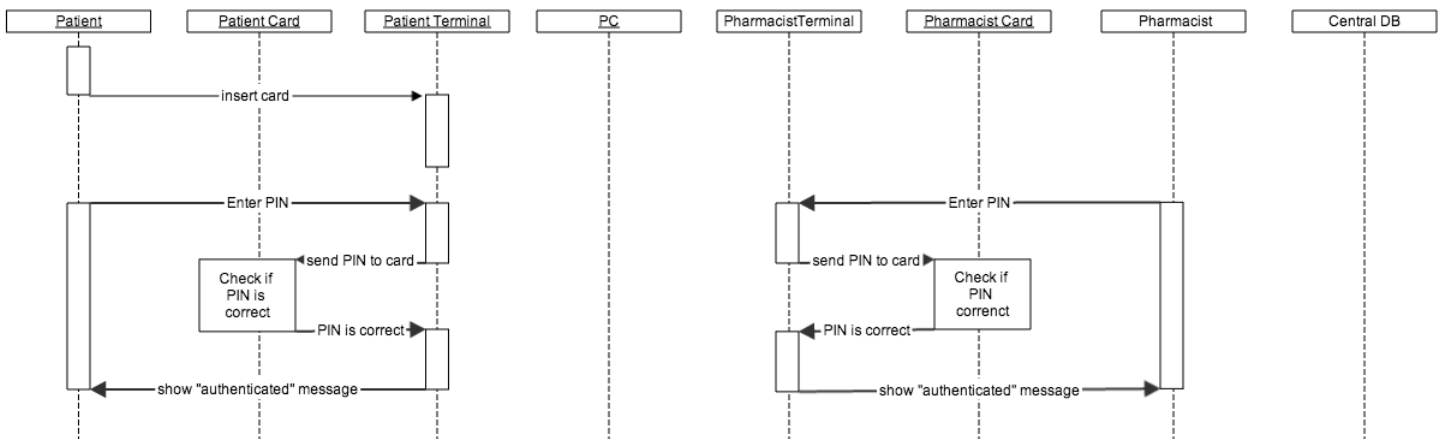 Patient
Patient Card
Patient Terminal
PC
PharmacistTerminal
Pharmacist Card
Pharmacist
Central DB
insert card
Enter PIN
Enter PIN
send PIN to card
send PIN to card
Check if
PIN is
correct
Check if
PIN
correnct
PIN is correct
PIN is correct
show "authenticated" message
show "authenticated" message